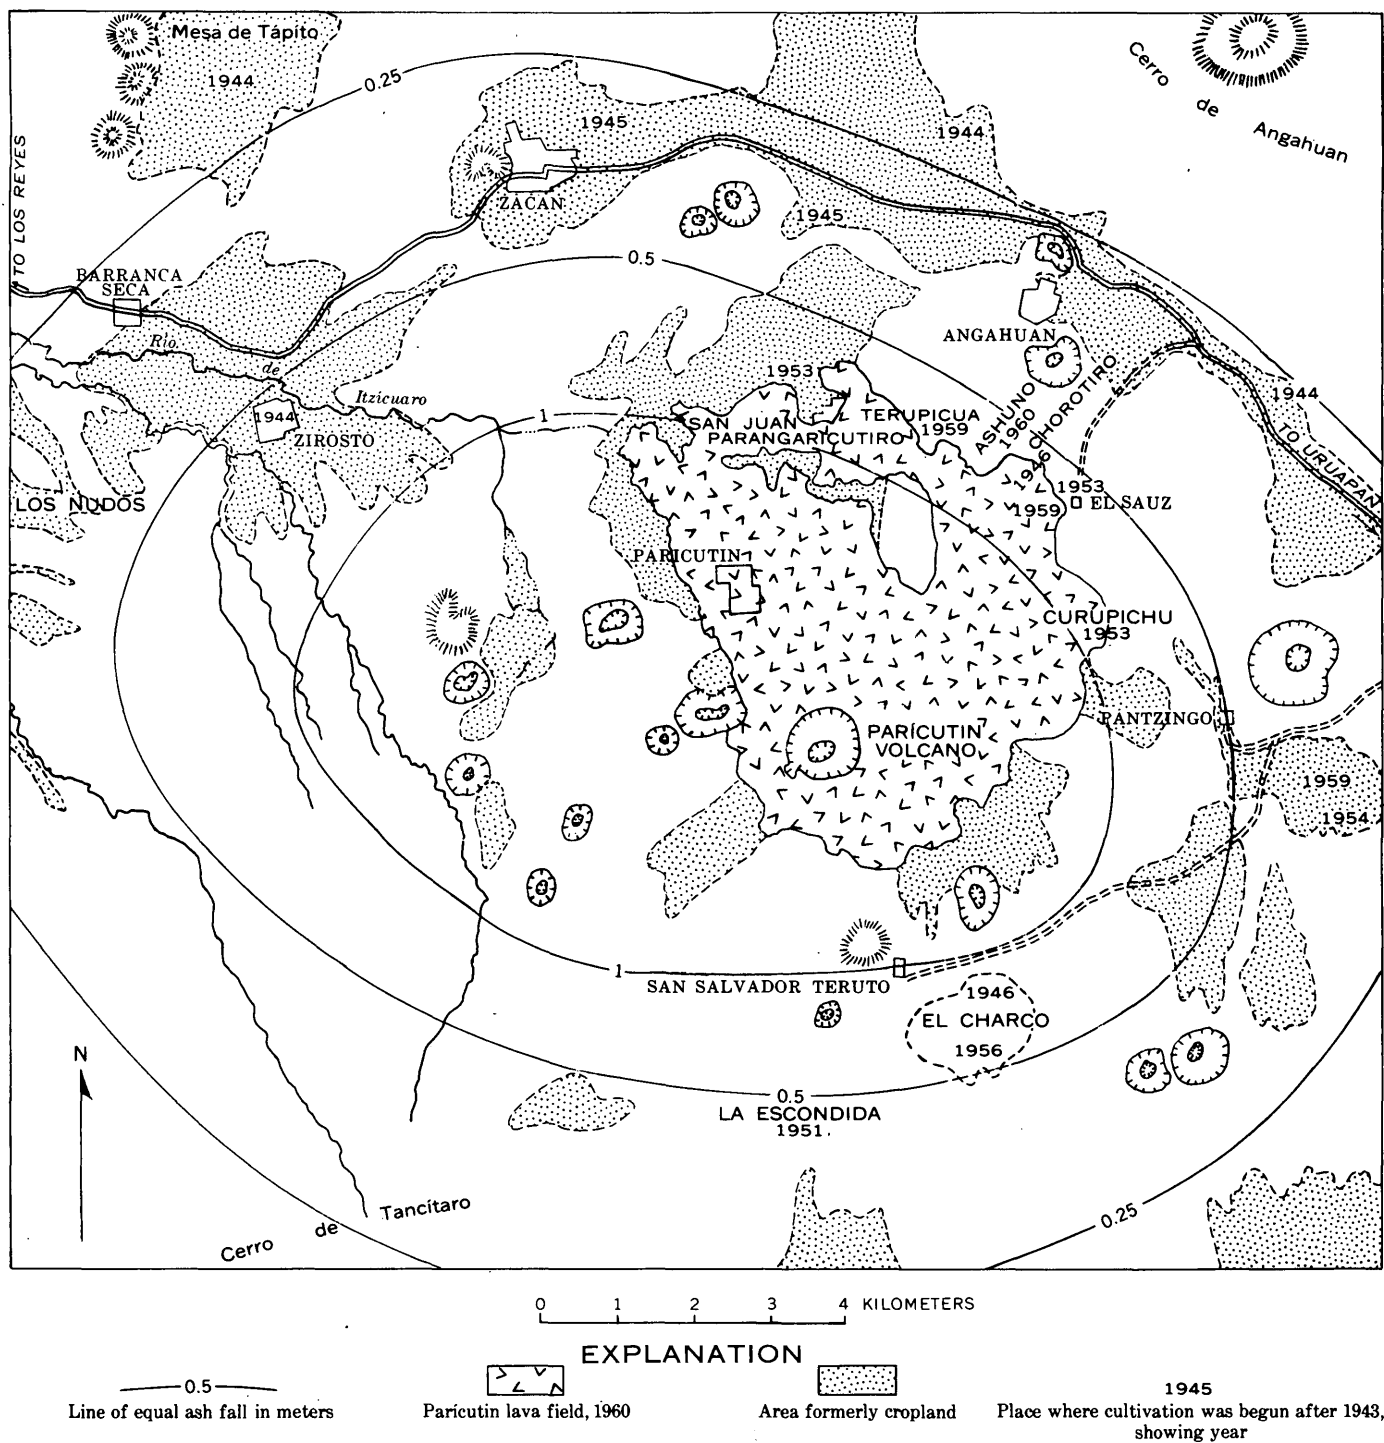 Mesa de Tápito
1944
0.25
Cerro
de
Angahuan
1945
1944
TO LOS REYES
ZACAN
1945
0.5
BARRANCA
SECA
ANGAHUAN
Rio
de
Itzicuaro
1953
1944
1
SAN JUAN
PARANGARICUTIRO
TERUPICUA
1959
ASHUNO
1960
CHOROTIRO
1946
1944
TO URUAPAN
ZIROSTO
LOS NUDOS
1953
1959
EL SAUZ
PARICUTIN
CURUPICHU
1953
PANTZINGO
PARÍCUTIN
VOLCANO
1959
1954
1
SAN SALVADOR TERUTO
1946
EL CHARCO
1956
N
0.5
LA ESCONDIDA
1951.
Cerro de Tancítaro
0.25
0 1 2 3 4 KILOMETERS
EXPLANATION
0.5
Line of equal ash fall in meters
Parícutin lava field, 1960
Area formerly cropland
1945
Place where cultivation was begun after 1943,
showing year